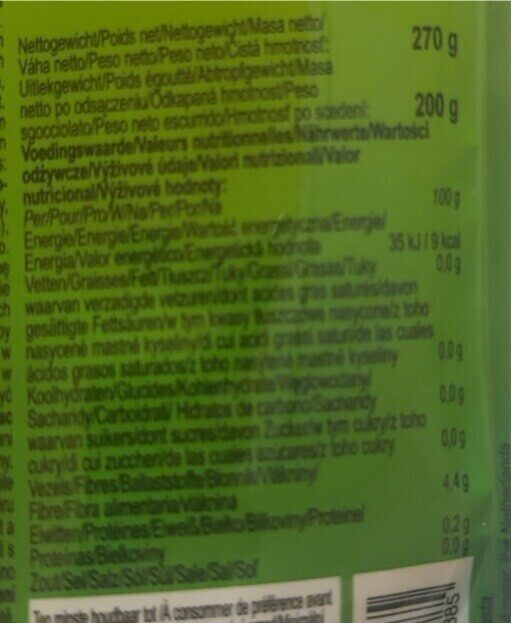 Nettogewicht/Poids net/Nettogewicht/Masa netto/
Váha netto/Peso netto/Peso neto/Čistá hmotnosť: 270 g
Uitlekgewicht/Poids égoutté/Abtropfgewicht/Masa
netto po odsączeniu/Odkapaná hmotnost/Peso
sgocciolato/Peso neto escurrido/Hmotnosť po scedení: 200 g
Voedingswaarde/Valeurs nutritionnelles/Nährwerte/Wartości
odżywcze/Výživové údaje/Valori nutrizionali/Valor
nutricional/Výživové hodnoty:
Per/Pour/Pro/W/Na/Per/Por/Na 100 g
Energie/Energie/Energie/Wartość energetyczna/Energie/
Energia/Valor energético/Energetická hodnota 35 kJ / 9 kcal
Vetten/Graisses/Fett/Tłuszcz/Tuky/Grassi/Grasas/Tuky 0,0 g
waarvan verzadigde vetzuren/dont acides gras saturés/davon
gesättigte Fettsäuren/w tym kwasy tłuszczowe nasycone/z toho
nasycené mastné kyseliny/di cui acidi grassi saturi/de las cuales
ácidos grasos saturados/z toho nasýtené mastné kyseliny 0,0 g
Koolhydraten/Glucides/Kohlenhydrate/Węglowodany/
Sacharidy/Carboidrati/ Hidratos de carbono/Sacharidy 0,0 g
waarvan suikers/dont sucres/davon Zucker/w tym cukry/z toho
cukry/di cui zuccheri/de las cuales azúcares/z toho cukry 0,0 g
Vezels/Fibres/Ballaststoffe/Błonnik/Vlákniny/
Fibre/Fibra alimentaria/Vláknina 4,4 g
Eiwitten/Protéines/Eiweiß/Białko/Bílkoviny/Proteine/
Proteínas/Bielkoviny 0,2 g
Zout/Sel/Salz/Sól/Sůl/Sale/Sal/Soľ 0,0 g
Ten minste houdbaar tot /À consommer de préférence avant
the Netherlands